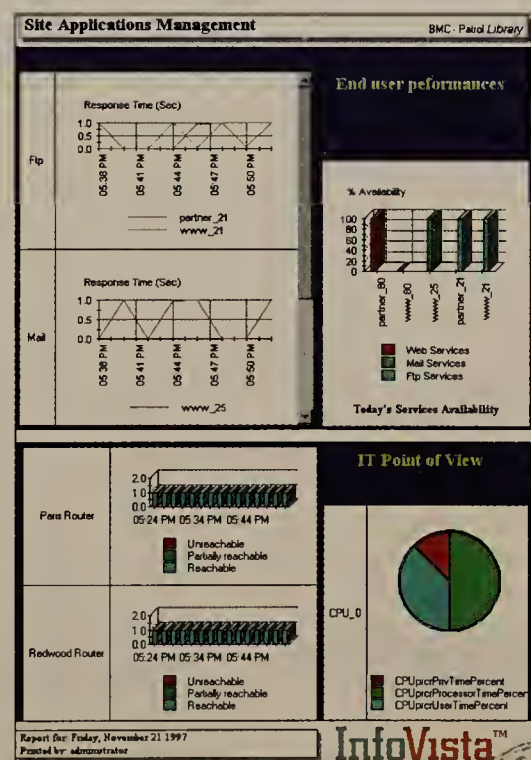 Site Applications Management
BMC - Patrol Library
End user peformances
Ftp
Response Time (Sec)
1.0
0.5
0.0
05:38 PM
05:41 PM
05:44 PM
05:47 PM
05:50 PM
partner_21
www_21
Mail
Response Time (Sec)
1.0
0.5
0.0
05:38 PM
05:41 PM
05:44 PM
05:47 PM
05:50 PM
www_25
% Availability
100
80
60
40
20
0
partner_80
www_80
www_25
partner_21
www_21
Web Services
Mail Services
Ftp Services
Today's Services Availability
IT Point of View
Paris Router
2.0
1.0
0.0
05:24 PM 05:34 PM 05:44 PM
Unreachable
Partially reachable
Reachable
Redwood Router
2.0
1.0
0.0
05:24 PM 05:34 PM 05:44 PM
Unreachable
Partially reachable
Reachable
CPU_0
CPUprcrPrivTimePercent
CPUprcrProcessorTimePercen
CPUprcrUserTimePercent
Report for: Friday, November 21 1997
Printed by: administrator
InfoVista™